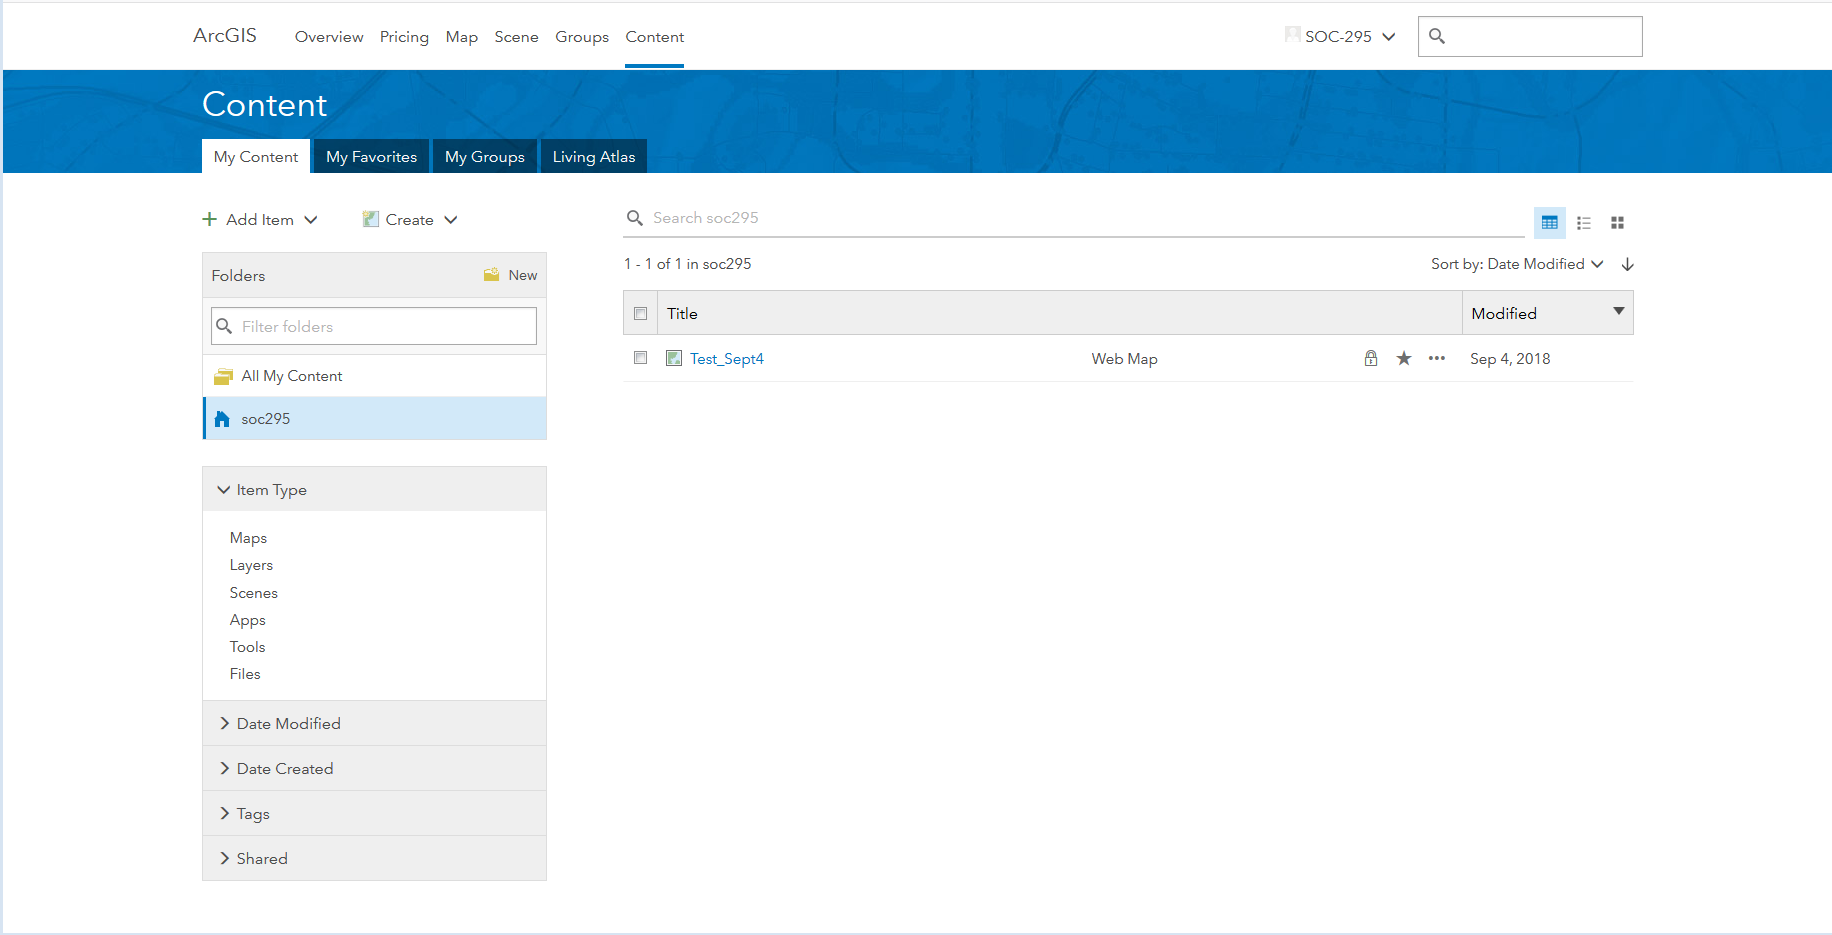 ArcGIS Overview Pricing Map Scene Groups Content SOC-295
Content
My Content My Favorites My Groups Living Atlas
Add Item Create
Folders New
Filter folders
All My Content
soc295
Item Type
Maps
Layers
Scenes
Apps
Tools
Files
Date Modified
Date Created
Tags
Shared
Search soc295
1 - 1 of 1 in soc295 Sort by: Date Modified
Title Modified
Test_Sept4 Web Map Sep 4, 2018